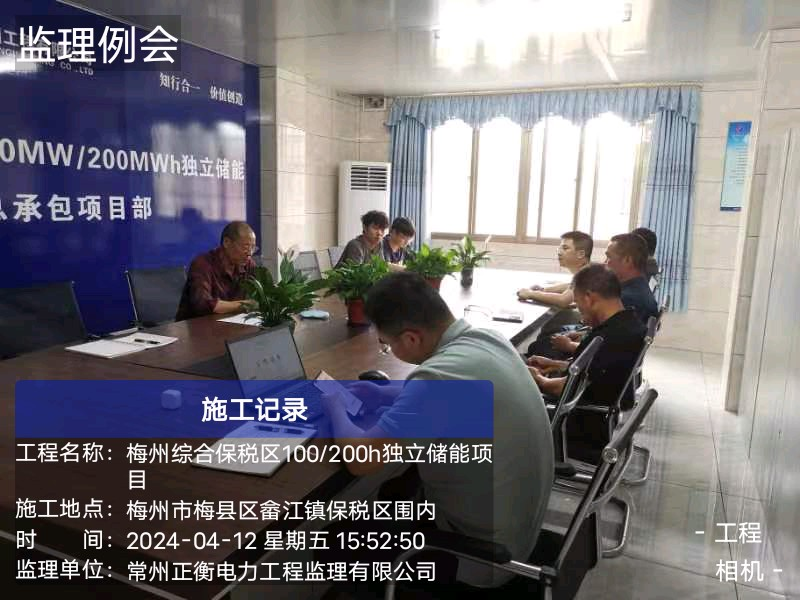 监理例会
CO.,LTD
知行合一 价值创造
0MW/200MWh独立储能
承包项目部
施工记录
工程名称：梅州综合保税区100/200h独立储能项
目
施工地点：梅州市梅县区畲江镇保税区围内
时 间：2024-04-12 星期五 15:52:50
监理单位：常州正衡电力工程监理有限公司
- 工程
相机 -